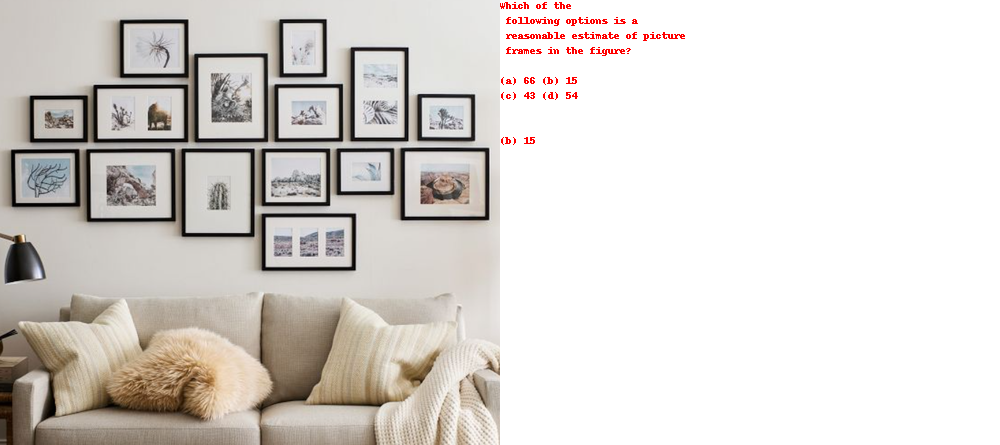 Which of the
following options is a
reasonable estimate of picture
frames in the figure?
(a) 66 (b) 15
(c) 43 (d) 54
(b) 15